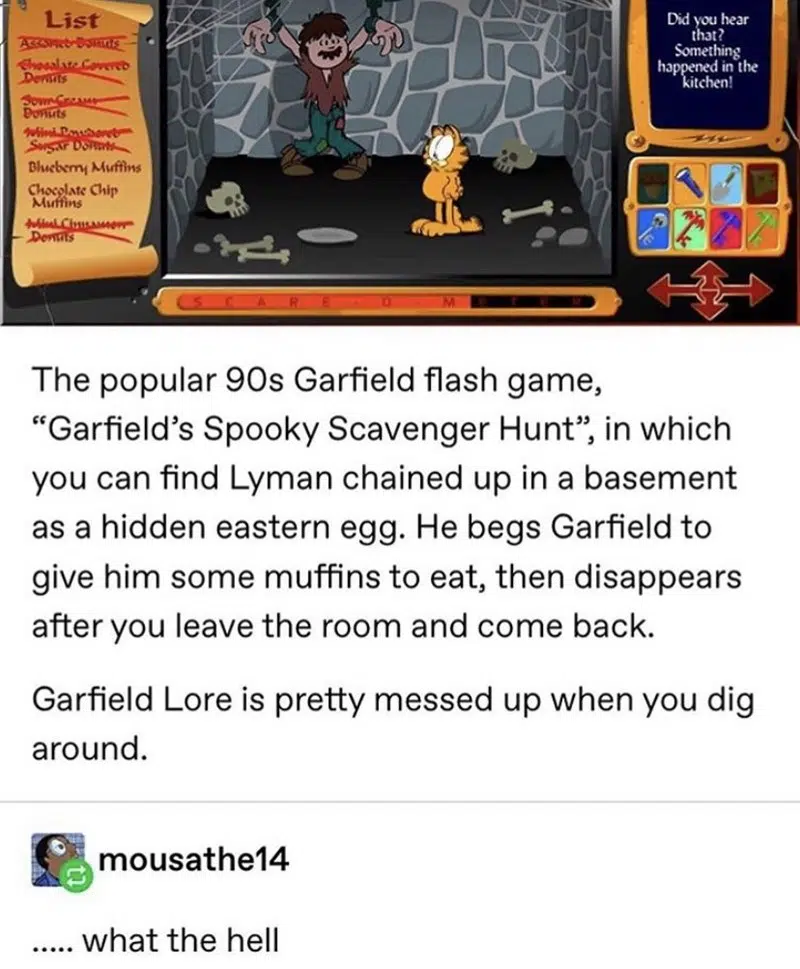 List
Assorted Donuts
Chocolate Covered
Donuts
Sour Cream
Donuts
Mini Powdered
Sugar Donuts
Blueberry Muffins
Chocolate Chip
Muffins
Mini Cinnamon
Donuts
Did you hear
that?
Something
happened in the
kitchen!
S C A R E - O - M E T E R
The popular 90s Garfield flash game,
“Garfield’s Spooky Scavenger Hunt”, in which
you can find Lyman chained up in a basement
as a hidden eastern egg. He begs Garfield to
give him some muffins to eat, then disappears
after you leave the room and come back.
Garfield Lore is pretty messed up when you dig
around.
mousathe14
..... what the hell